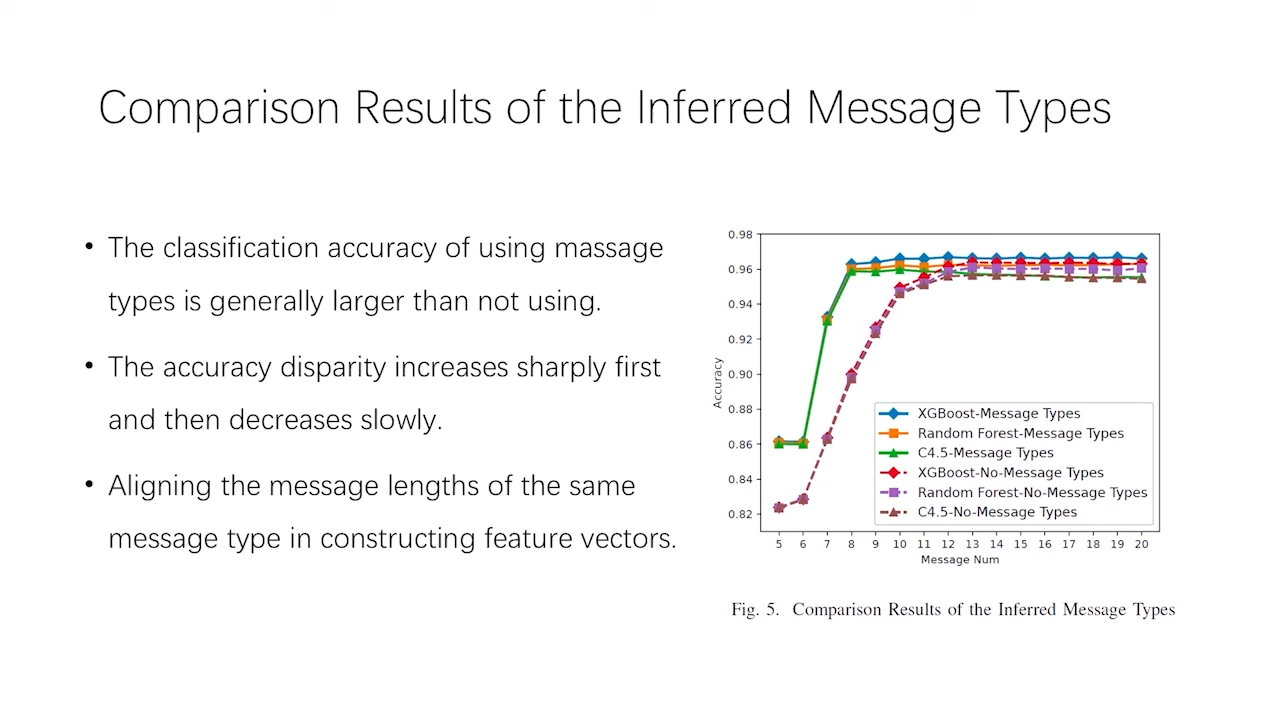 Comparison Results of the Inferred Message Types
• The classification accuracy of using massage
types is generally larger than not using.
• The accuracy disparity increases sharply first
and then decreases slowly.
• Aligning the message lengths of the same
message type in constructing feature vectors.
0.98
0.96
0.94
0.92
0.90
0.88
0.86
0.84
0.82
Accuracy
XGBoost-Message Types
Random Forest-Message Types
C4.5-Message Types
XGBoost-No-Message Types
Random Forest-No-Message Types
C4.5-No-Message Types
5 6 7 8 9 10 11 12 13 14 15 16 17 18 19 20
Message Num
Fig. 5. Comparison Results of the Inferred Message Types